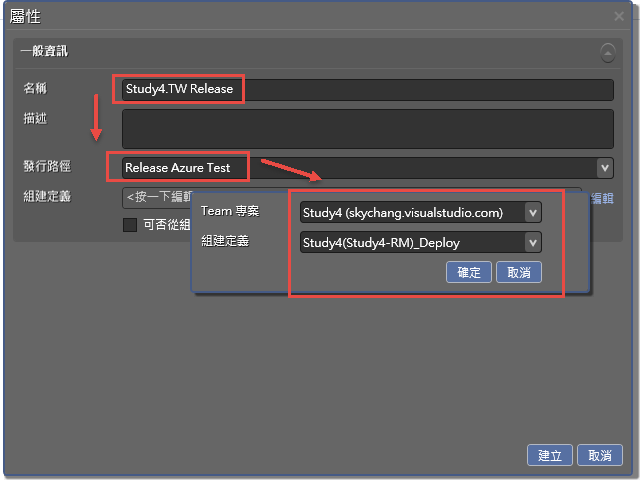 屬性
一般資訊
名稱
Study4.TW Release
描述
發行路徑
Release Azure Test
組建定義
<按一下編輯
編輯
可否從組
Team 專案
Study4 (skychang.visualstudio.com)
組建定義
Study4(Study4-RM)_Deploy
確定
取消
建立
取消